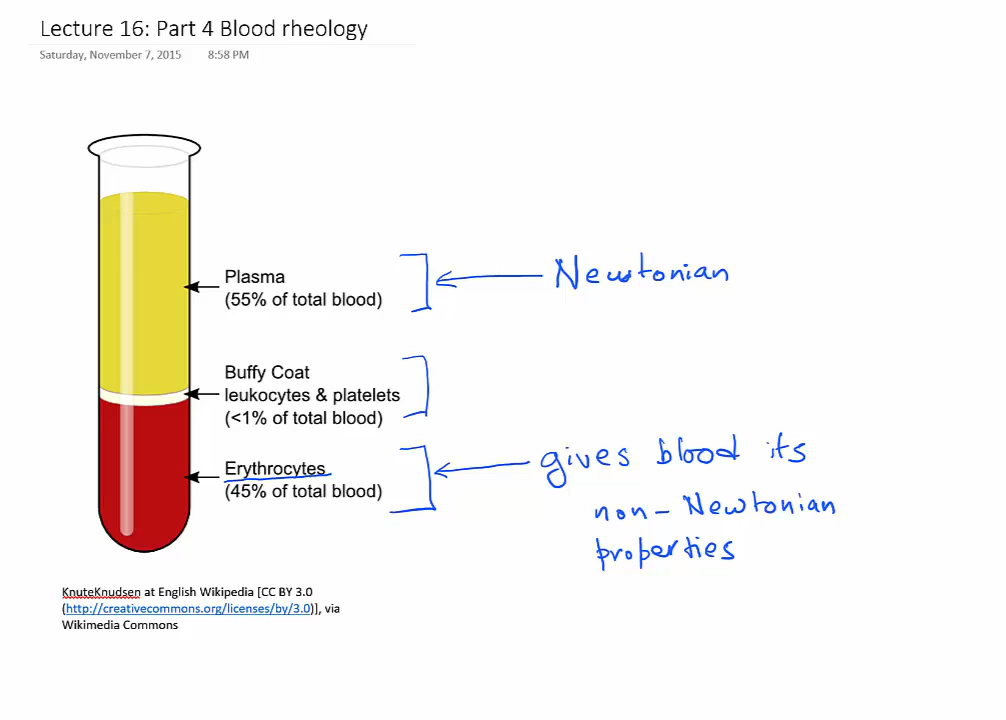 Lecture 16: Part 4 Blood rheology
Saturday, November 7, 2015 8:58 PM
Plasma
(55% of total blood)
Newtonian
Buffy Coat
leukocytes & platelets
(<1% of total blood)
Erythrocytes
(45% of total blood)
gives blood its
non-Newtonian
properties
KnuteKnudsen at English Wikipedia [CC BY 3.0
(http://creativecommons.org/licenses/by/3.0)], via
Wikimedia Commons